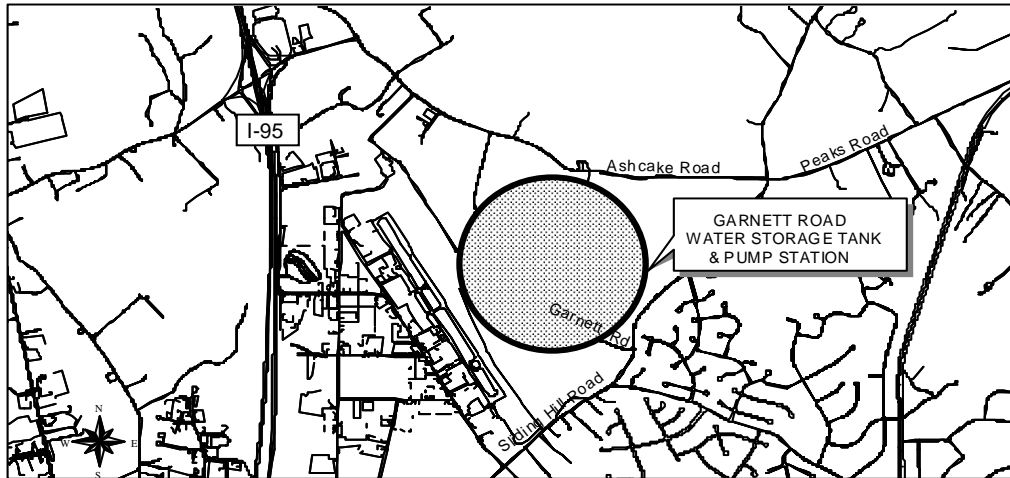 I-95
Ashcake Road
Peaks Road
GARNETT ROAD
WATER STORAGE TANK
& PUMP STATION
Garnett Rd
Sliding Hill Road
N
W
E
S